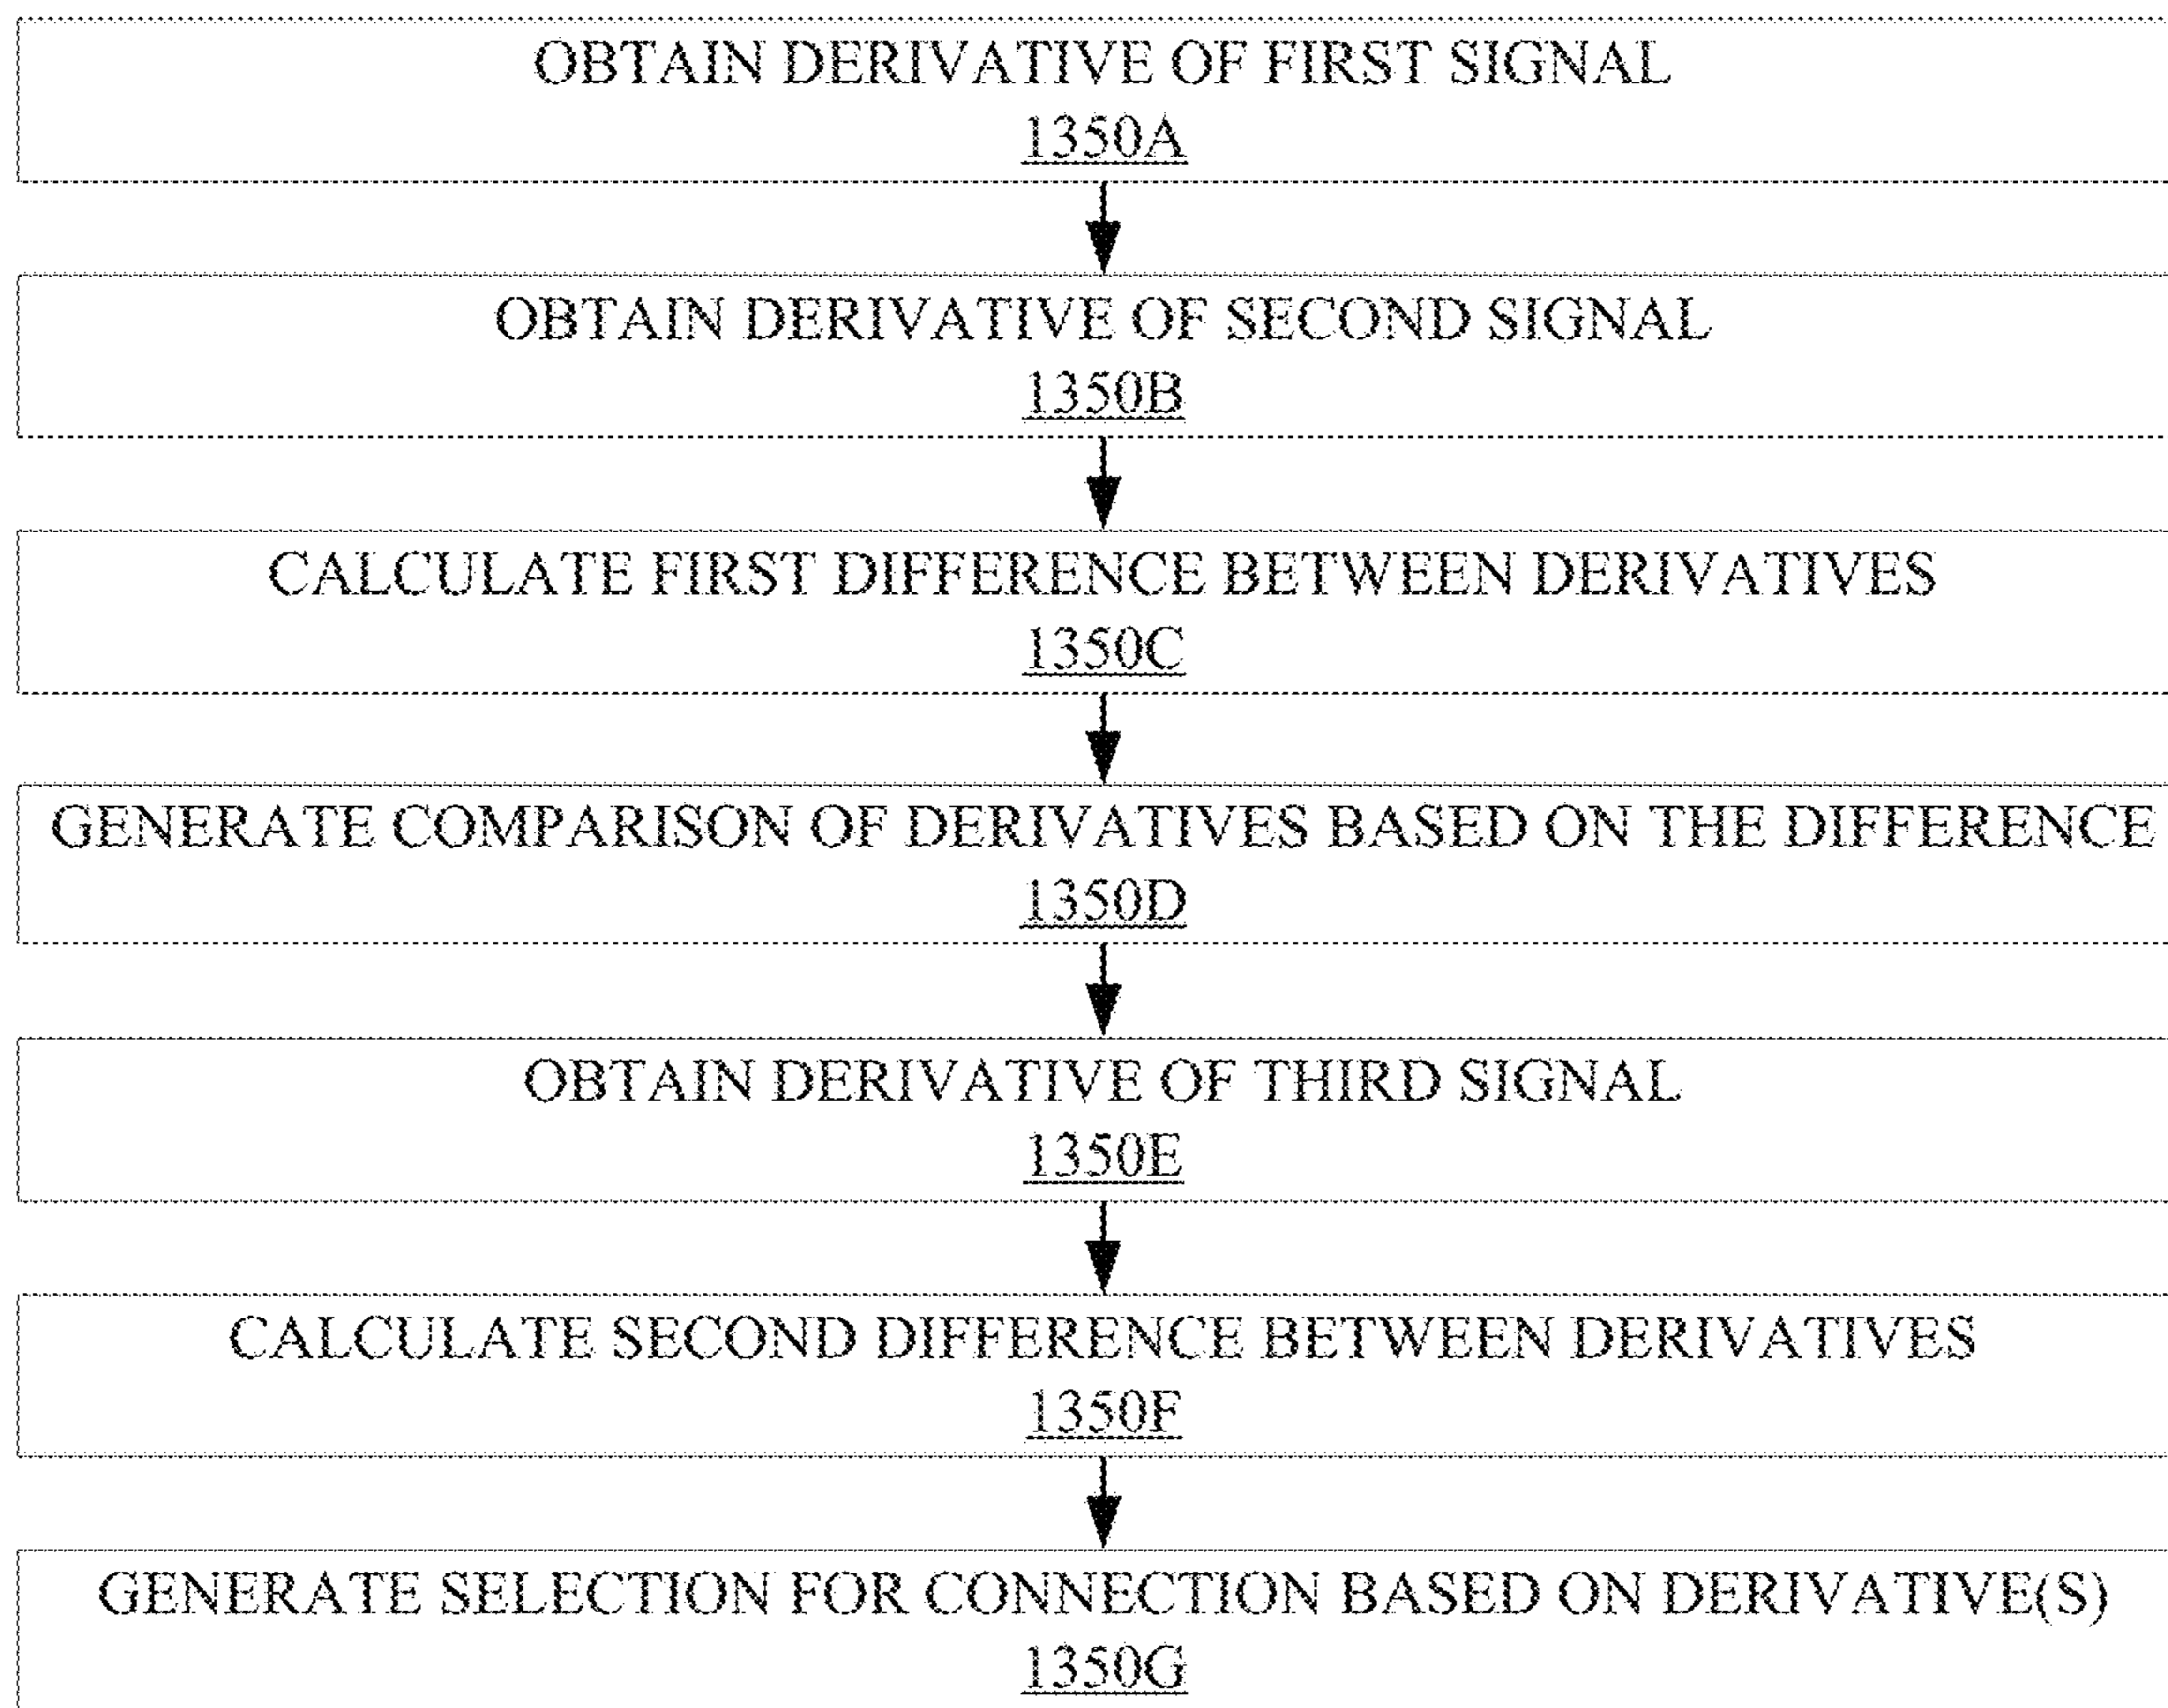 OBTAIN DERIVATIVE OF FIRST SIGNAL
1350A
OBTAIN DERIVATIVE OF SECOND SIGNAL
1350B
CALCULATE FIRST DIFFERENCE BETWEEN DERIVATIVES
1350C
GENERATE COMPARISON OF DERIVATIVES BASED ON THE DIFFERENCE
1350D
OBTAIN DERIVATIVE OF THIRD SIGNAL
1350E
CALCULATE SECOND DIFFERENCE BETWEEN DERIVATIVES
1350F
GENERATE SELECTION FOR CONNECTION BASED ON DERIVATIVE(S)
1350G